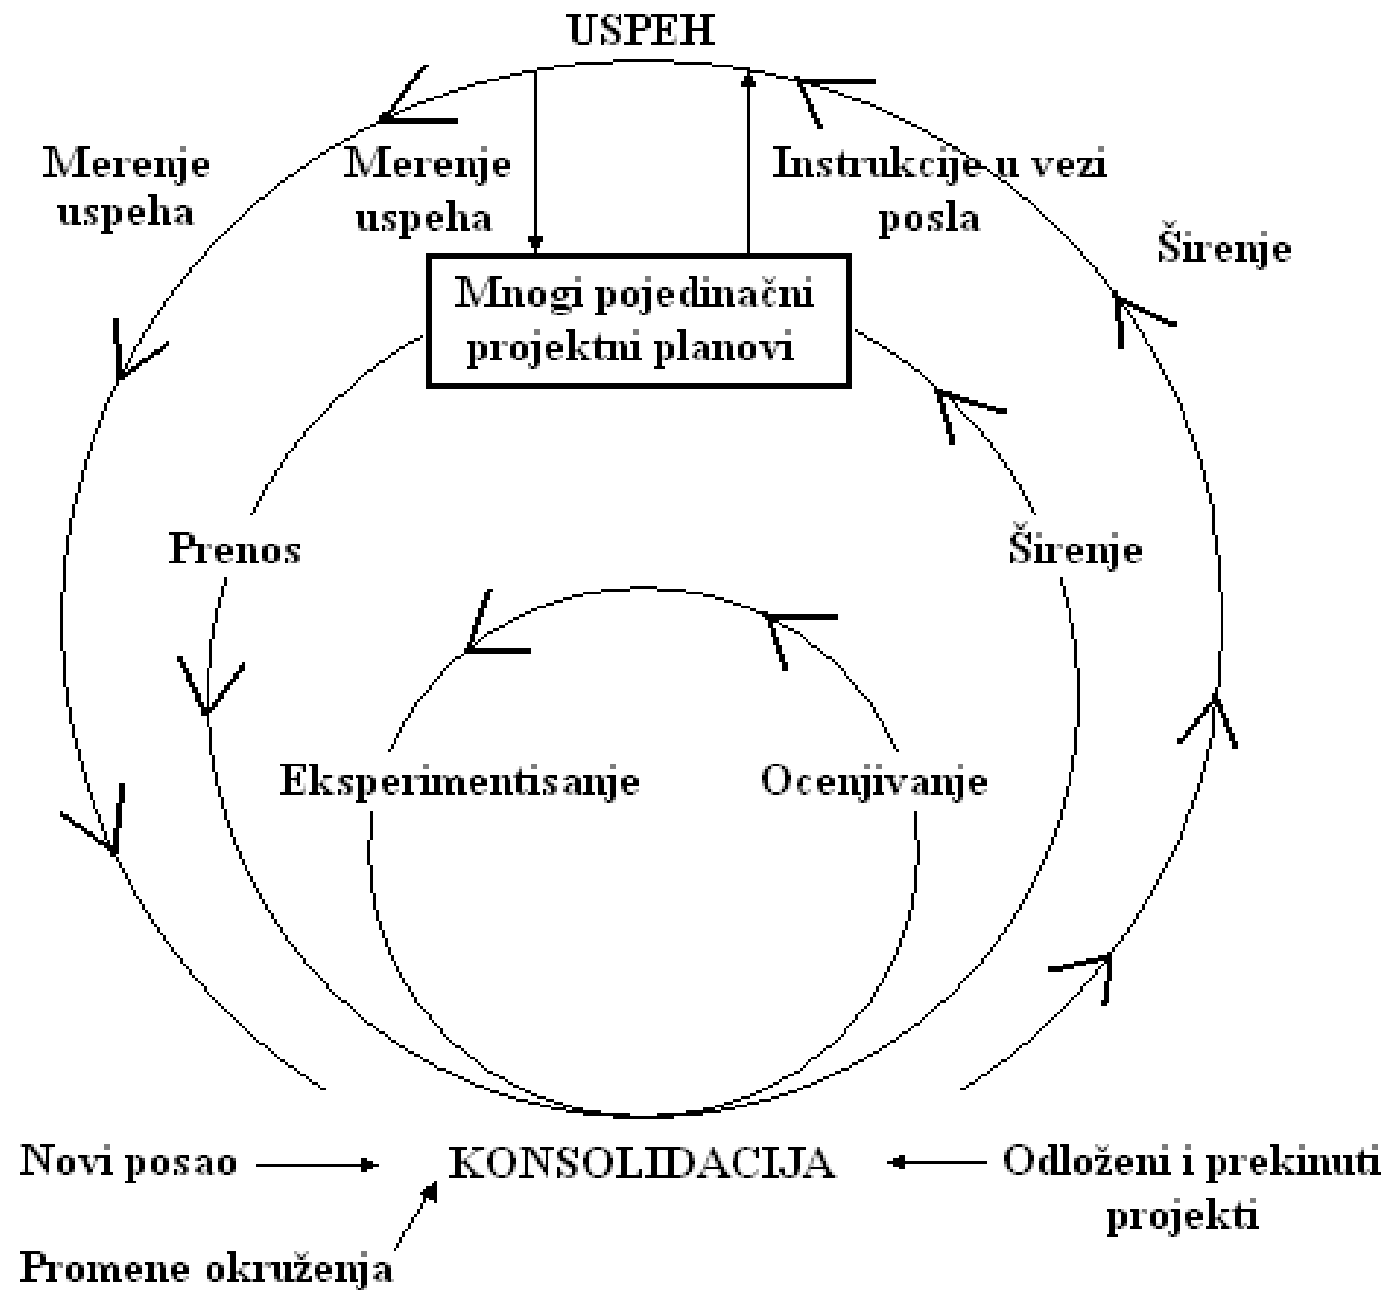 USPEH
Merenje
uspeha
Merenje
uspeha
Instrukcije u vezi
posla
Širenje
Mnogi pojedinačni
projektni planovi
Prenos
Širenje
Eksperimentisanje
Ocenjivanje
Novi posao
KONSOLIDACIJA
Odloženi i prekinuti
projekti
Promene okruženja